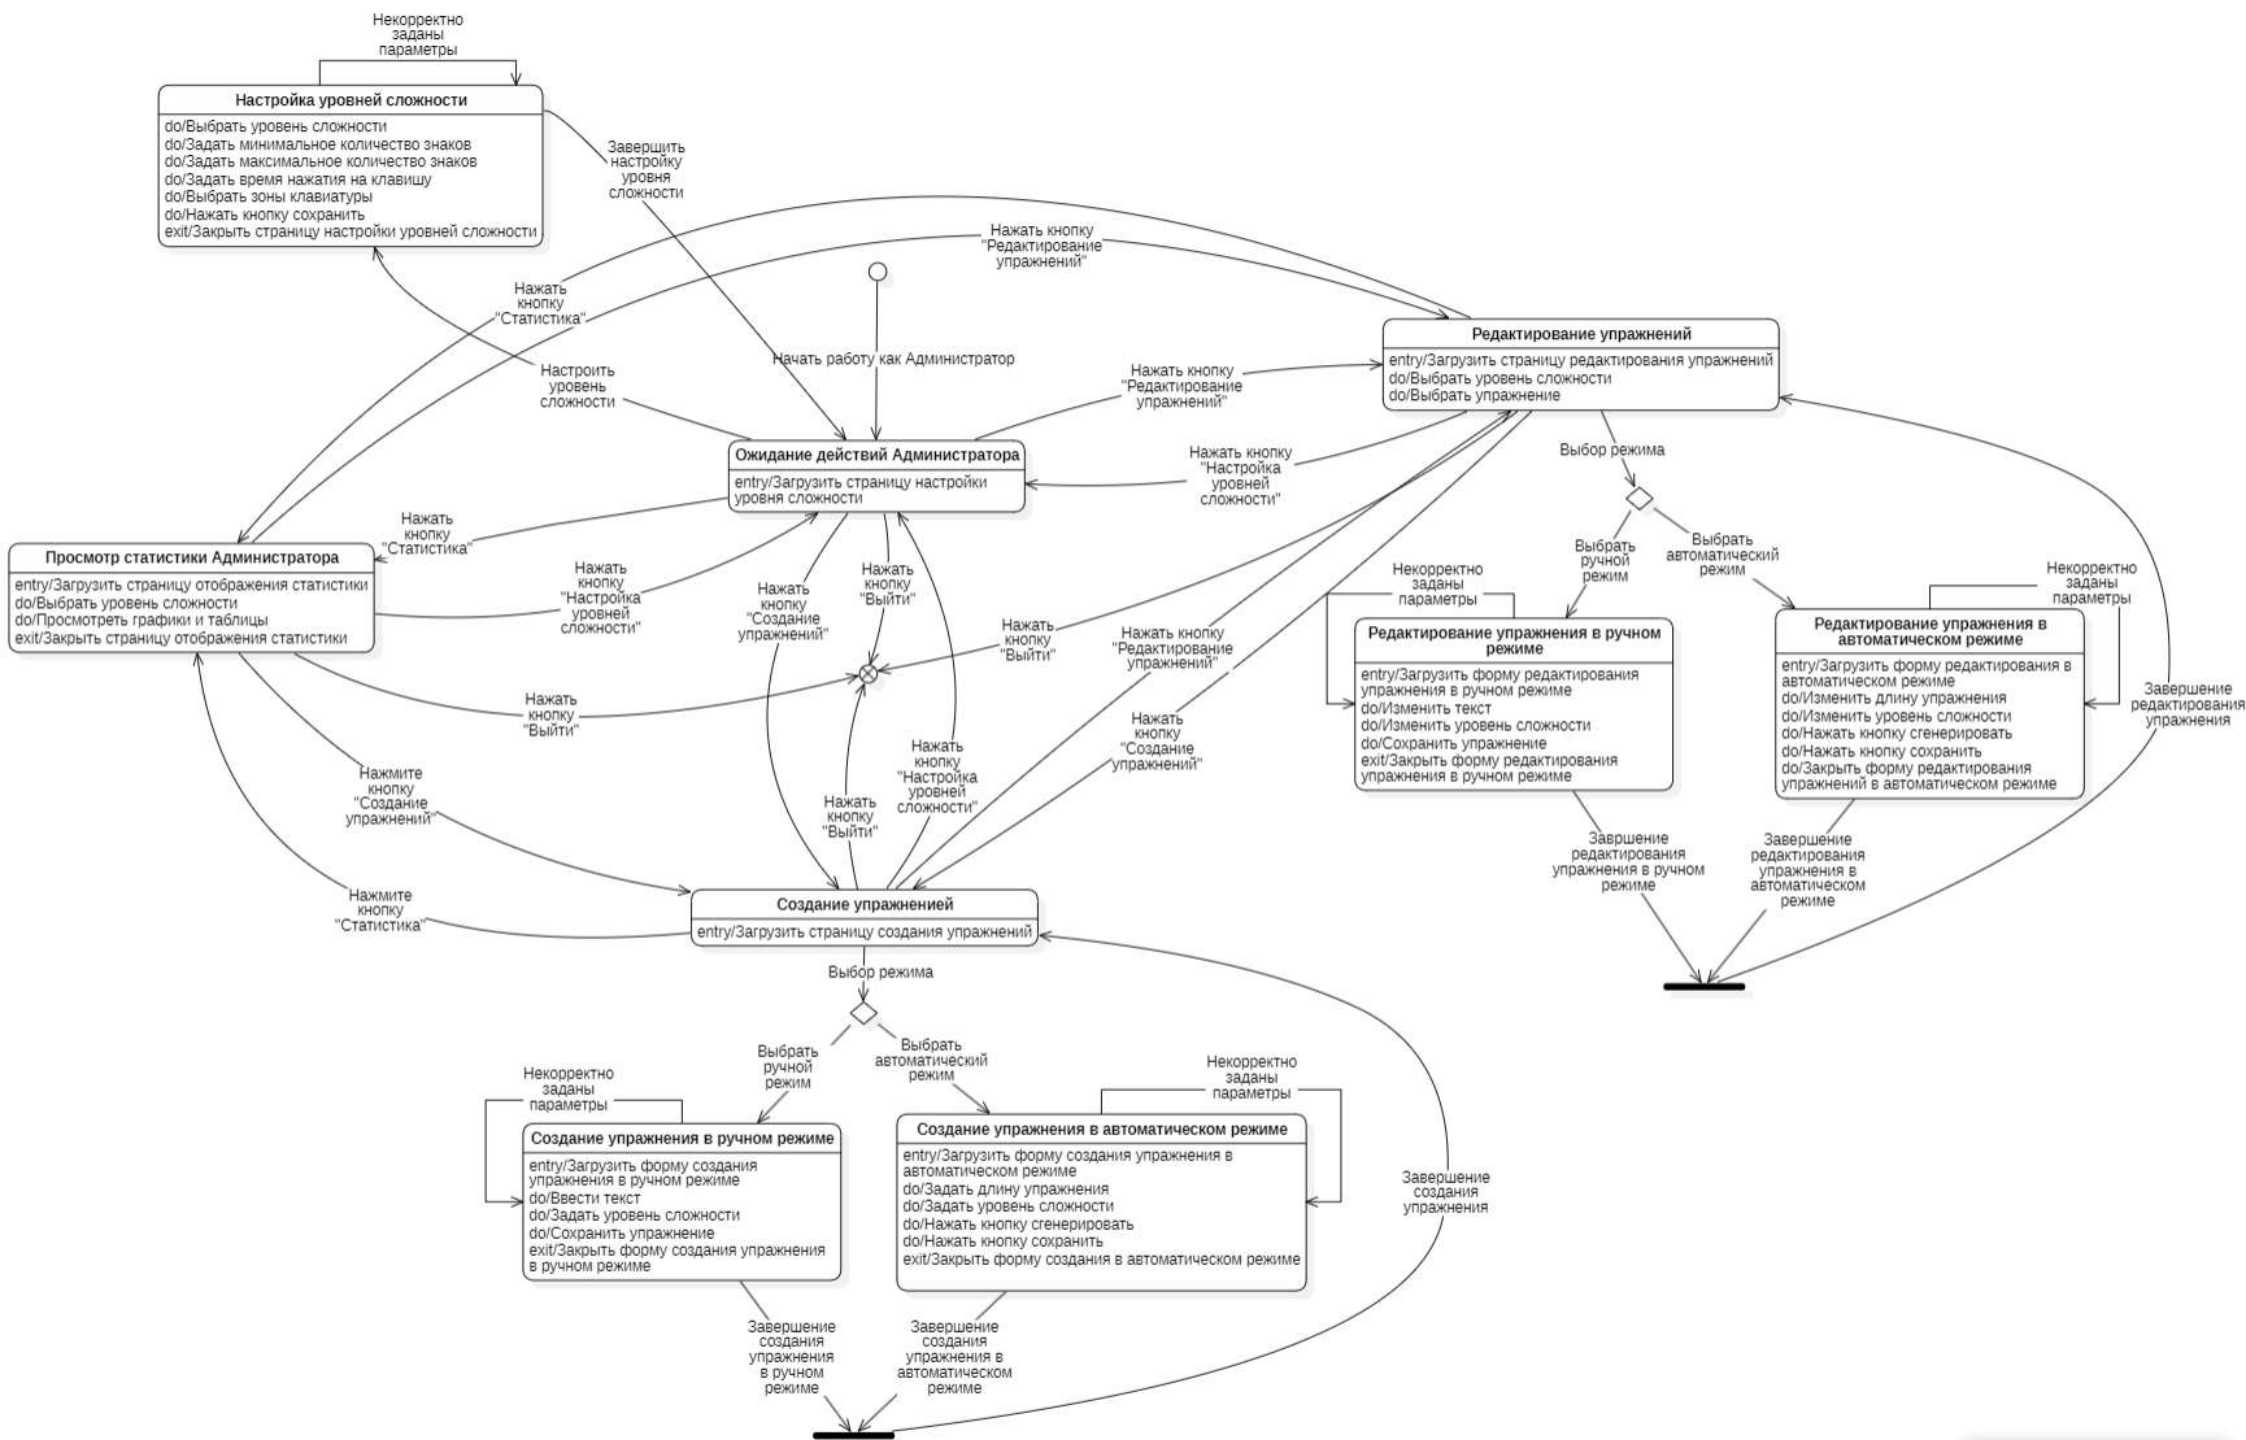 Некорректно
заданы
параметры
Настройка уровней сложности
do/Выбрать уровень сложности
do/Задать минимальное количество знаков
do/Задать максимальное количество знаков
do/Задать время нажатия на клавишу
do/Выбрать зоны клавиатуры
do/Нажать кнопку сохранить
exit/Закрыть страницу настройки уровней сложности
Завершить
настройку
уровня
сложности
Нажать кнопку
"Редактирование
упражнений"
Нажать
кнопку
"Статистика"
Начать работу как Администратор
Настроить
уровень
сложности
Нажать кнопку
"Редактирование
упражнений"
Редактирование упражнений
entry/Загрузить страницу редактирования упражнений
do/Выбрать уровень сложности
do/Выбрать упражнение
Ожидание действий Администратора
entry/Загрузить страницу настройки
уровня сложности
Нажать кнопку
"Настройка
уровней
сложности"
Выбор режима
Нажать
кнопку
"Статистика"
Просмотр статистики Администратора
entry/Загрузить страницу отображения статистики
do/Выбрать уровень сложности
do/Просмотреть графики и таблицы
exit/Закрыть страницу отображения статистики
Нажать
кнопку
"Настройка
уровней
сложности"
Нажать
кнопку
"Создание
упражнений"
Нажать
кнопку
"Выйти"
Нажать
кнопку
"Выйти"
Нажать кнопку
"Редактирование
упражнений"
Выбрать
ручной
режим
Выбрать
автоматический
режим
Некорректно
заданы
параметры
Некорректно
заданы
параметры
Редактирование упражнения в ручном
режиме
entry/Загрузить форму редактирования
упражнения в ручном режиме
do/Изменить текст
do/Изменить уровень сложности
do/Сохранить упражнение
exit/Закрыть форму редактирования
упражнения в ручном режиме
Редактирование упражнения в
автоматическом режиме
entry/Загрузить форму редактирования в
автоматическом режиме
do/Изменить длину упражнения
do/Изменить уровень сложности
do/Нажать кнопку сгенерировать
do/Нажать кнопку сохранить
do/Закрыть форму редактирования
упражнений в автоматическом режиме
Завершение
редактирования
упражнения
Нажать
кнопку
"Выйти"
Нажать
кнопку
"Создание
упражнений"
Нажать
кнопку
"Настройка
уровней
сложности"
Нажать
кнопку
"Выйти"
Нажмите
кнопку
"Создание
упражнений"
Завршение
редактирования
упражнения в ручном
режиме
Завершение
редактирования
упражнения в
автоматическом
режиме
Нажмите
кнопку
"Статистика"
Создание упражненией
entry/Загрузить страницу создания упражнений
Выбор режима
Выбрать
ручной
режим
Выбрать
автоматический
режим
Некорректно
заданы
параметры
Некорректно
заданы
параметры
Создание упражнения в ручном режиме
entry/Загрузить форму создания
упражнения в ручном режиме
do/Ввести текст
do/Задать уровень сложности
do/Сохранить упражнение
exit/Закрыть форму создания упражнения
в ручном режиме
Создание упражнения в автоматическом режиме
entry/Загрузить форму создания упражнения в
автоматическом режиме
do/Задать длину упражнения
do/Задать уровень сложности
do/Нажать кнопку сгенерировать
do/Нажать кнопку сохранить
exit/Закрыть форму создания в автоматическом режиме
Завершение
создания
упражнения
Завершение
создания
упражнения
в ручном
режиме
Завершение
создания
упражнения в
автоматическом
режиме